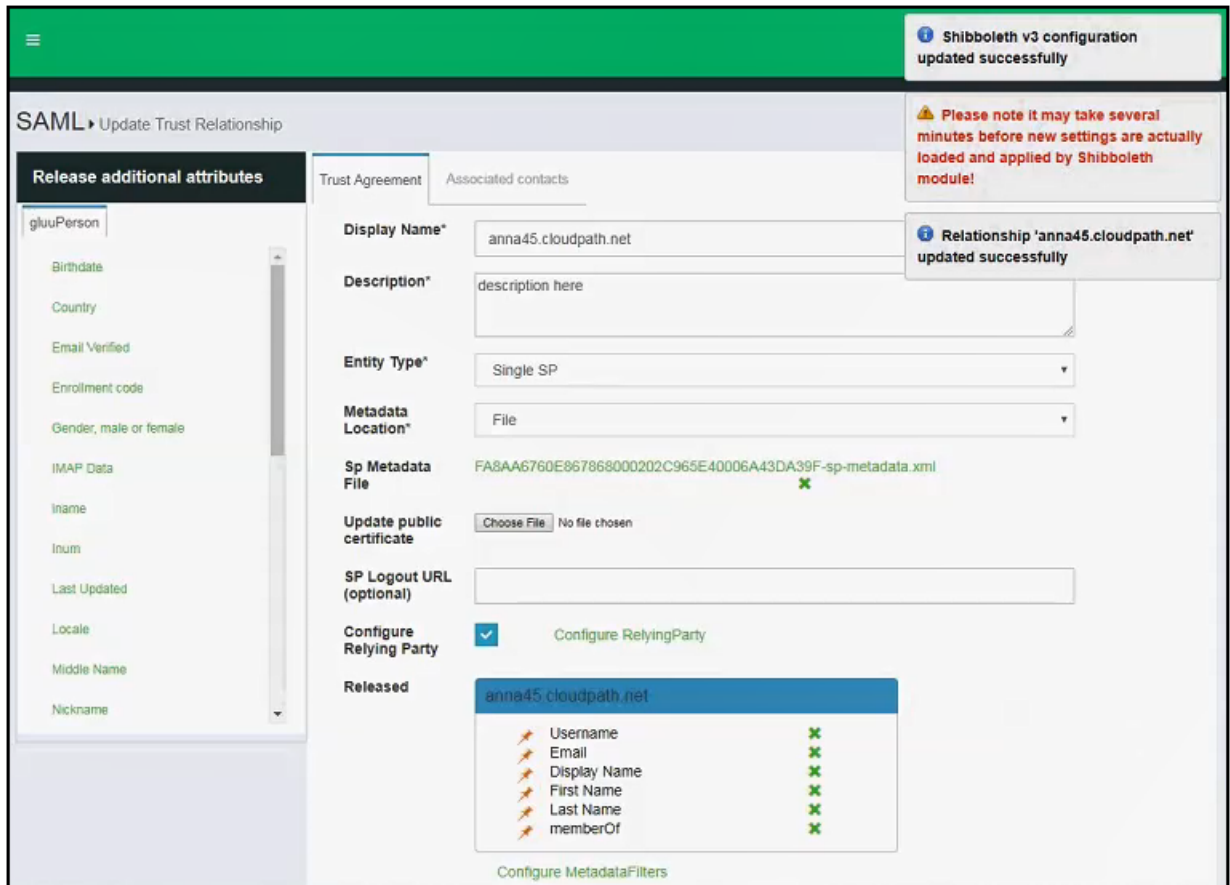 Shibboleth v3 configuration
updated successfully
SAML Update Trust Relationship
Please note it may take several
minutes before new settings are actually
loaded and applied by Shibboleth
module!
Release additional attributes
Trust Agreement
Associated contacts
gluuPerson
Birthdate
Country
Email Verified
Enrollment code
Gender, male or female
IMAP Data
Iname
Inum
Last Updated
Locale
Middle Name
Nickname
Display Name*
anna45.cloudpath.net
Relationship 'anna45.cloudpath.net'
updated successfully
Description*
description here
Entity Type*
Single SP
Metadata
Location*
File
Sp Metadata
File
FA8AA6760E867868000202C965E40006A43DA39F-sp-metadata.xml
Update public
certificate
Choose File No file chosen
SP Logout URL
(optional)
Configure
Relying Party
Configure RelyingParty
Released
anna45.cloudpath.net
Username
Email
Display Name
First Name
Last Name
memberOf
Configure MetadataFilters